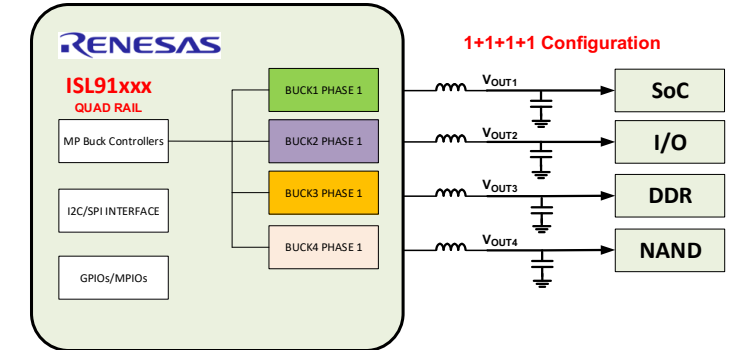 RENESAS
1+1+1+1 Configuration
ISL91xxx
QUAD RAIL
MP Buck Controllers
I2C/SPI INTERFACE
GPIOs/MPIOs
BUCK1 PHASE 1
BUCK2 PHASE 1
BUCK3 PHASE 1
BUCK4 PHASE 1
VOUT1
VOUT2
VOUT3
VOUT4
SoC
I/O
DDR
NAND